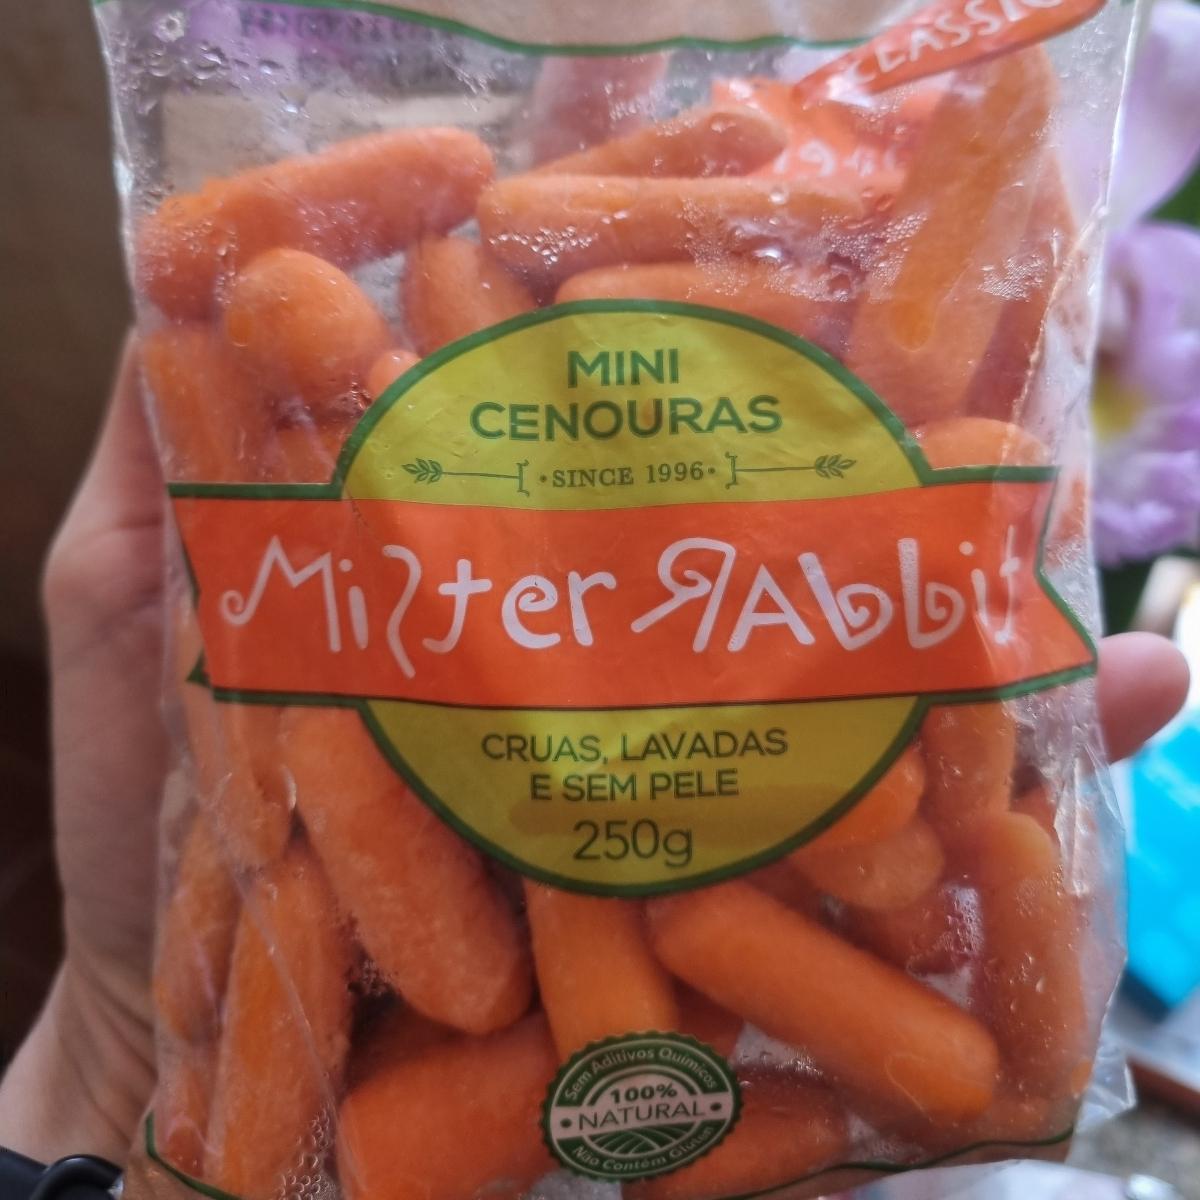 CLASSIC
MINI
CENOURAS
·SINCE 1996·
Mister Rabbit
CRUAS, LAVADAS
E SEM PELE
250g
Sem Aditivos Químicos
100%
•NATURAL•
Não Contém Glúten